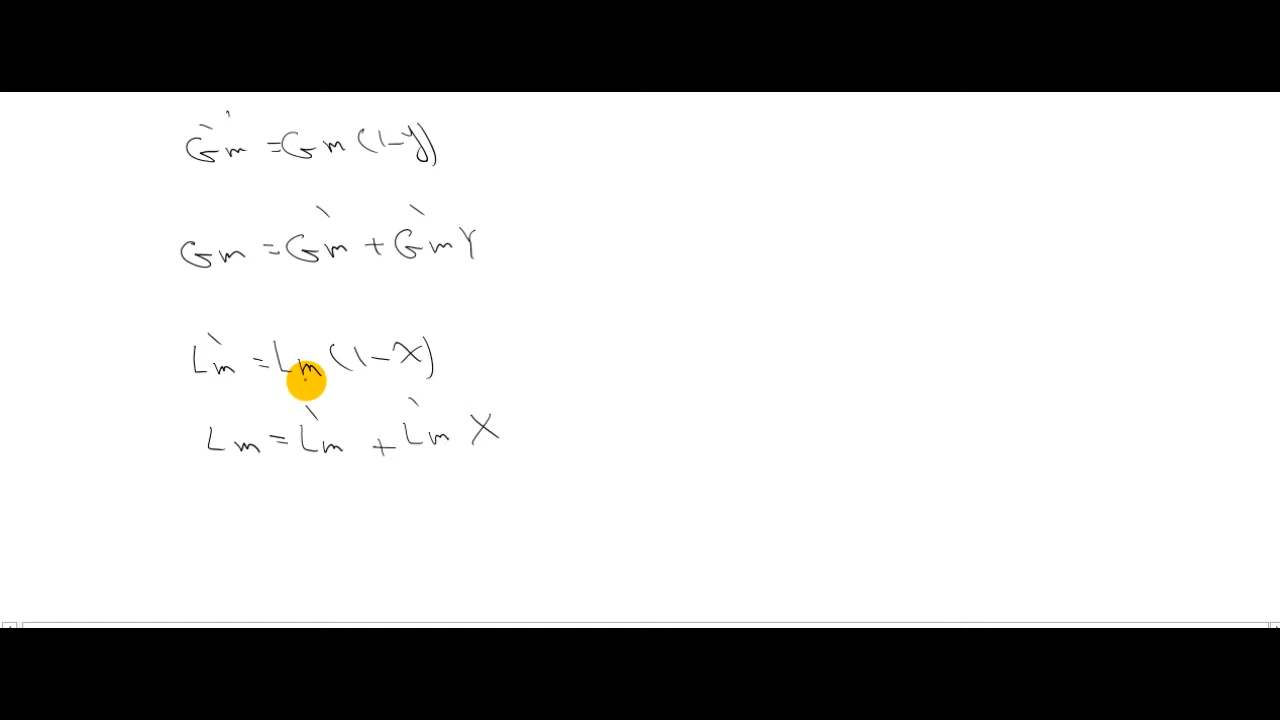 G̀m = Gm (1-y)
Gm = G̀m + G̀m Y
L̀m = Lm (1-x)
Lm = L̀m + L̀m X